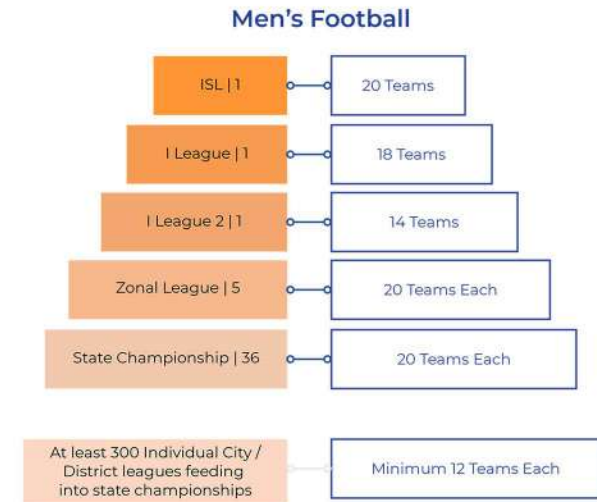 Men’s Football
ISL | 1
20 Teams
I League | 1
18 Teams
I League 2 | 1
14 Teams
Zonal League | 5
20 Teams Each
State Championship | 36
20 Teams Each
At least 300 Individual City /
District leagues feeding
into state championships
Minimum 12 Teams Each